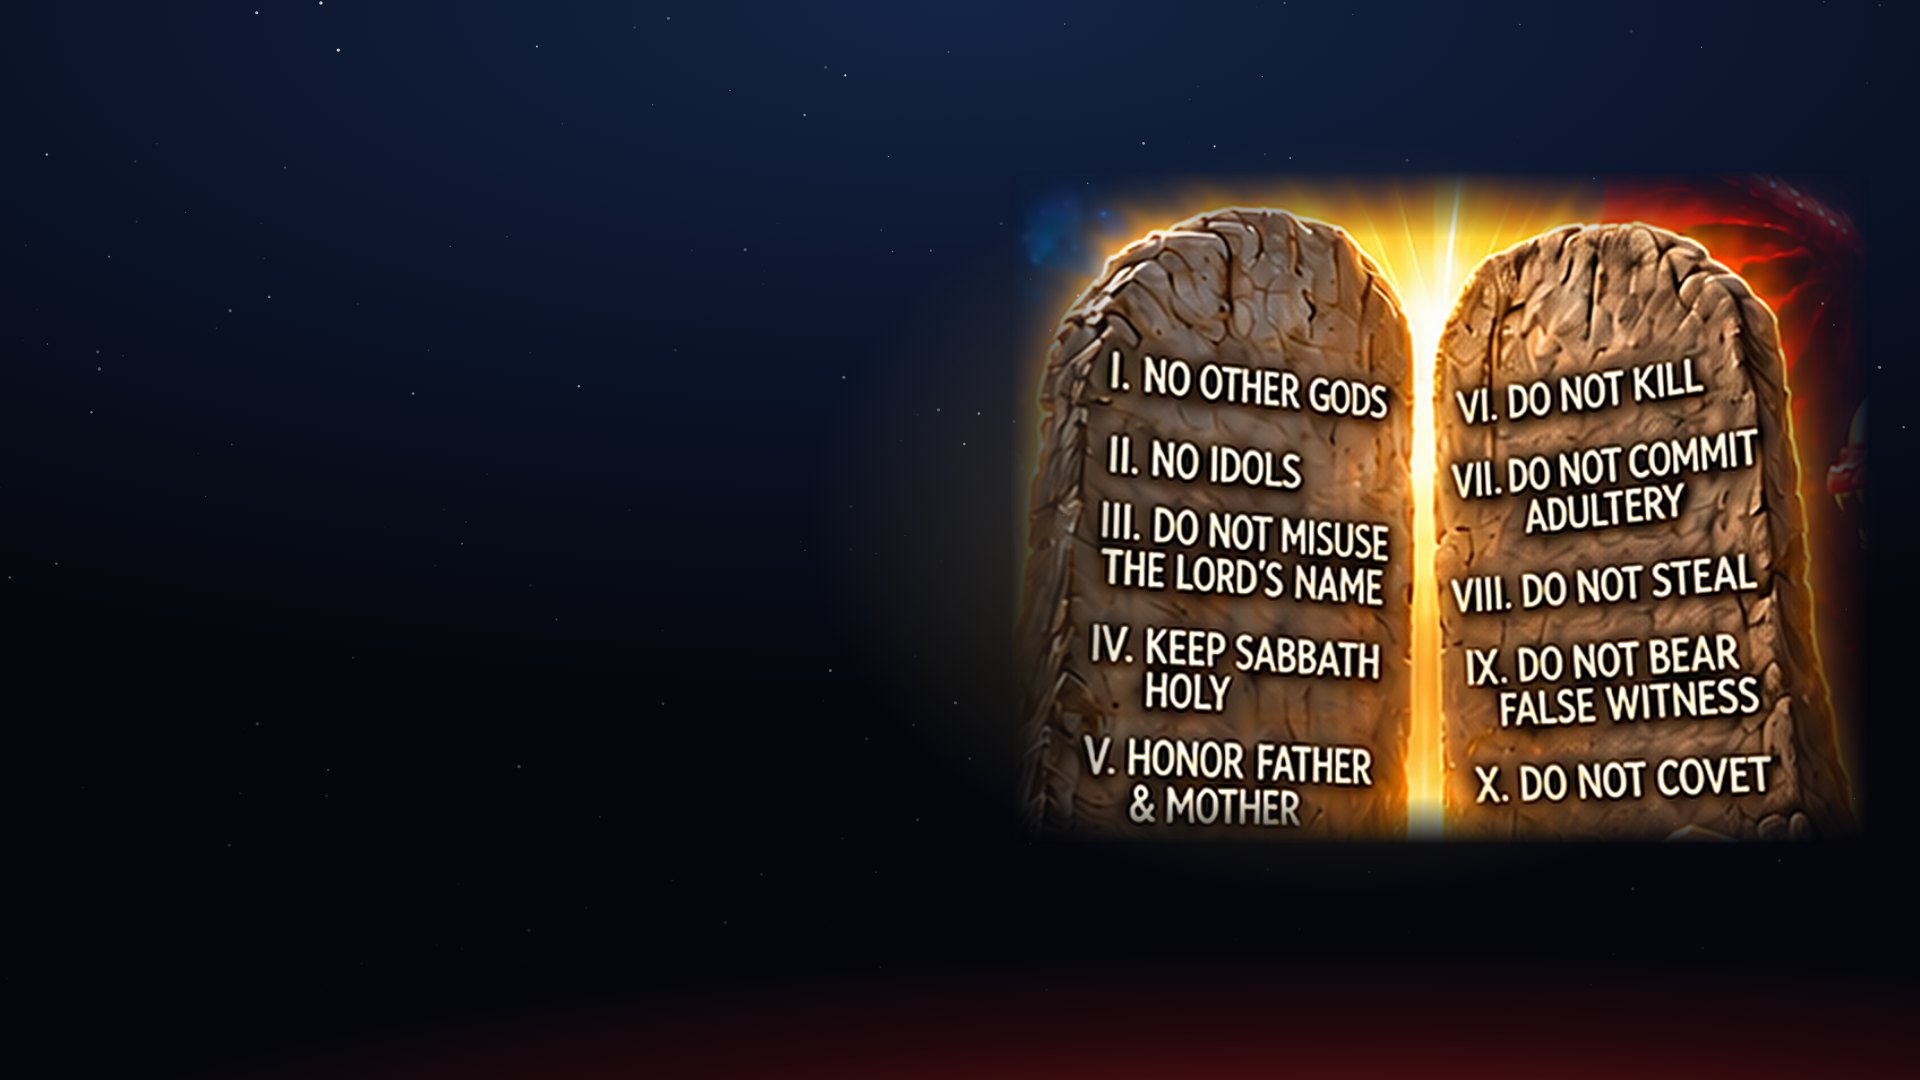 I. NO OTHER GODS
II. NO IDOLS
III. DO NOT MISUSE
THE LORD'S NAME
IV. KEEP SABBATH
HOLY
V. HONOR FATHER
& MOTHER
VI. DO NOT KILL
VII. DO NOT COMMIT
ADULTERY
VIII. DO NOT STEAL
IX. DO NOT BEAR
FALSE WITNESS
X. DO NOT COVET